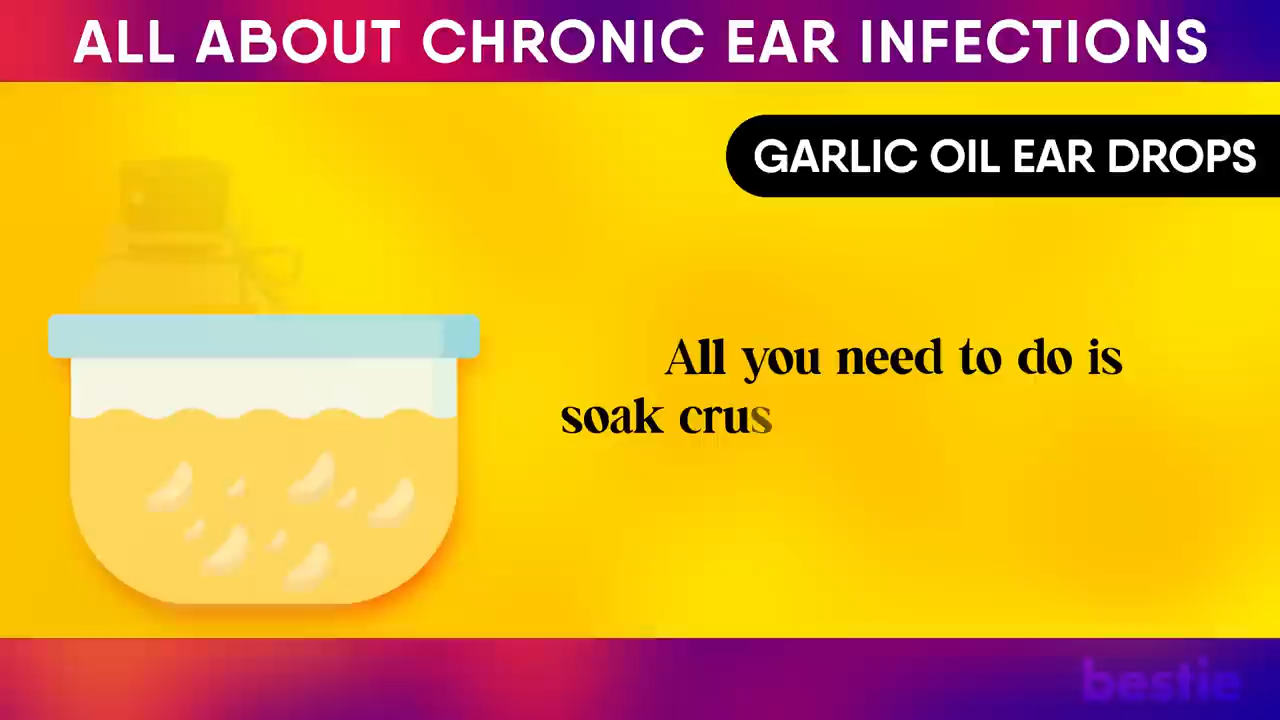 ALL ABOUT CHRONIC EAR INFECTIONS
GARLIC OIL EAR DROPS
All you need to do is
soak crus
bestie